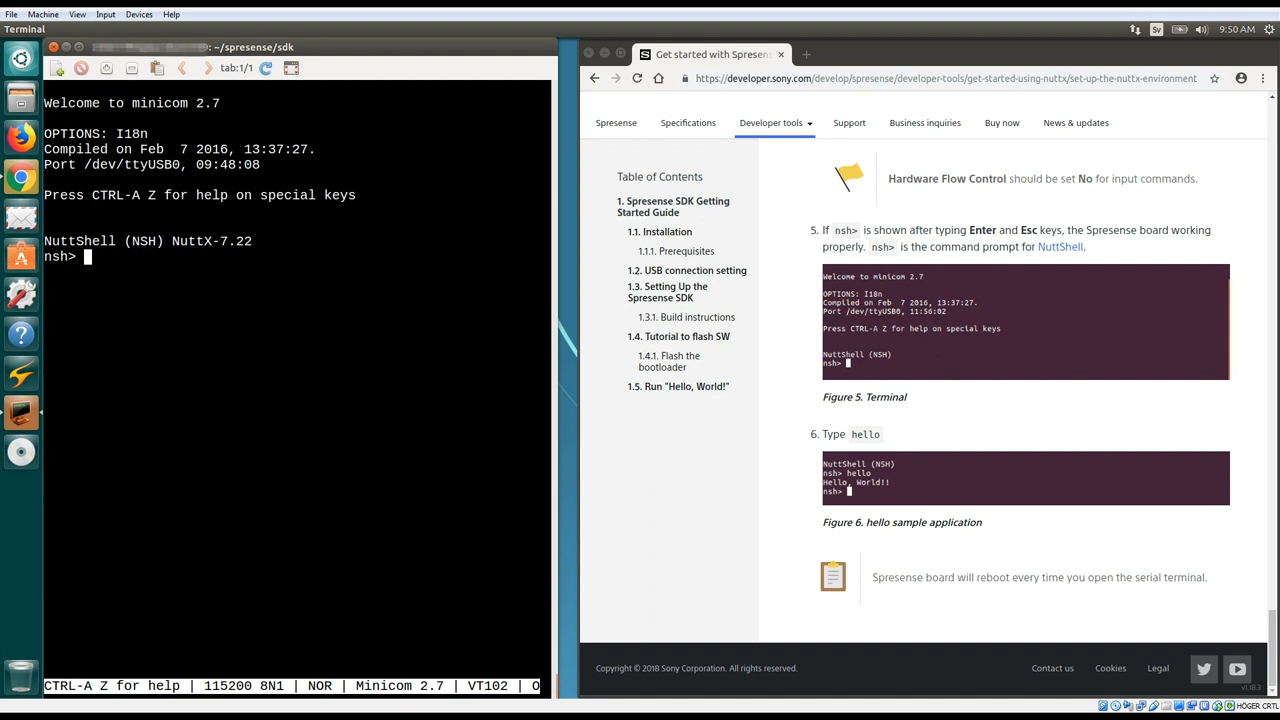 File Machine View Input Devices Help
Terminal
Sv 9:50 AM
: ~/spresense/sdk
tab:1/1
Welcome to minicom 2.7
OPTIONS: I18n
Compiled on Feb 7 2016, 13:37:27.
Port /dev/ttyUSB0, 09:48:08
Press CTRL-A Z for help on special keys
NuttShell (NSH) NuttX-7.22
nsh>
CTRL-A Z for help | 115200 8N1 | NOR | Minicom 2.7 | VT102 | O
Get started with Spresens
https://developer.sony.com/develop/spresense/developer-tools/get-started-using-nuttx/set-up-the-nuttx-environment
Spresense Specifications Developer tools Support Business inquiries Buy now News & updates
Table of Contents
1. Spresense SDK Getting
Started Guide
1.1. Installation
1.1.1. Prerequisites
1.2. USB connection setting
1.3. Setting Up the
Spresense SDK
1.3.1. Build instructions
1.4. Tutorial to flash SW
1.4.1. Flash the
bootloader
1.5. Run "Hello, World!"
Hardware Flow Control should be set No for input commands.
5. If nsh> is shown after typing Enter and Esc keys, the Spresense board working
properly. nsh> is the command prompt for NuttShell.
Welcome to minicom 2.7
OPTIONS: I18n
Compiled on Feb 7 2016, 13:37:27.
Port /dev/ttyUSB0, 11:56:02
Press CTRL-A Z for help on special keys
NuttShell (NSH)
nsh>
Figure 5. Terminal
6. Type hello
NuttShell (NSH)
nsh> hello
Hello, World!!
nsh>
Figure 6. hello sample application
Spresense board will reboot every time you open the serial terminal.
Copyright © 2018 Sony Corporation. All rights reserved.
Contact us Cookies Legal
v1.18.3
HÖGER CRTL